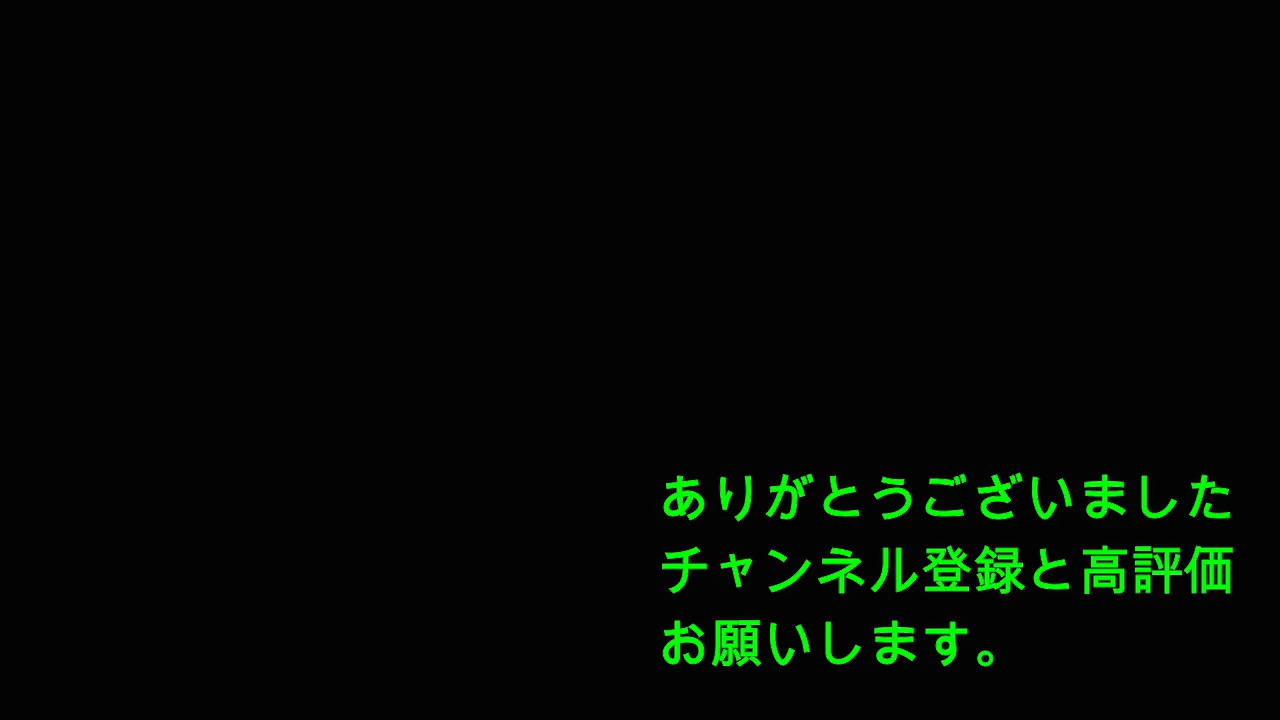 ありがとうございました
チャンネル登録と高評価
お願いします。